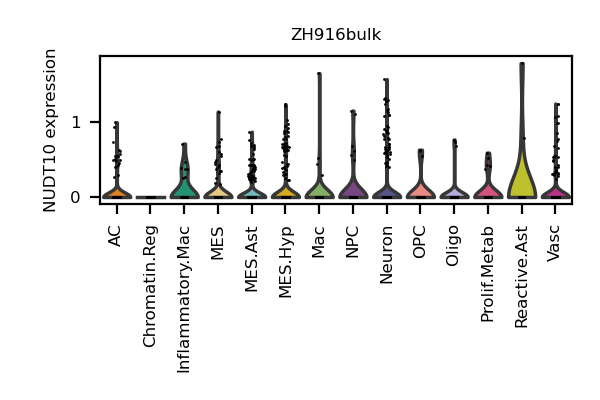 ZH916bulk
NUDT10 expression
1
0
AC
Chromatin.Reg
Inflammatory.Mac
MES
MES.Ast
MES.Hyp
Mac
NPC
Neuron
OPC
Oligo
Prolif.Metab
Reactive.Ast
Vasc